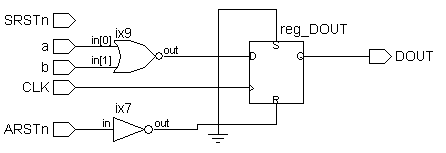 SRSTn
ix9
reg_DOUT
a
in[0]
S
b
in[1]
out
D
Q
DOUT
CLK
ix7
R
ARSTn
in
out